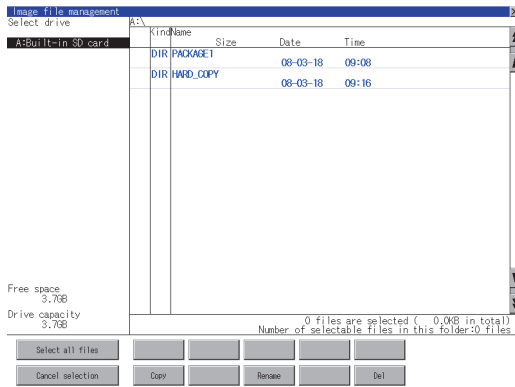 Image file management
Select drive
A:\
A:Built-in SD card
Kind Name
Size Date Time
DIR PACKAGE1
08-03-18 09:08
DIR HARD_COPY
08-03-18 09:16
Free space
3.7GB
Drive capacity
3.7GB
0 files are selected ( 0.0KB in total)
Number of selectable files in this folder:0 files
Select all files
Cancel selection Copy Rename Del